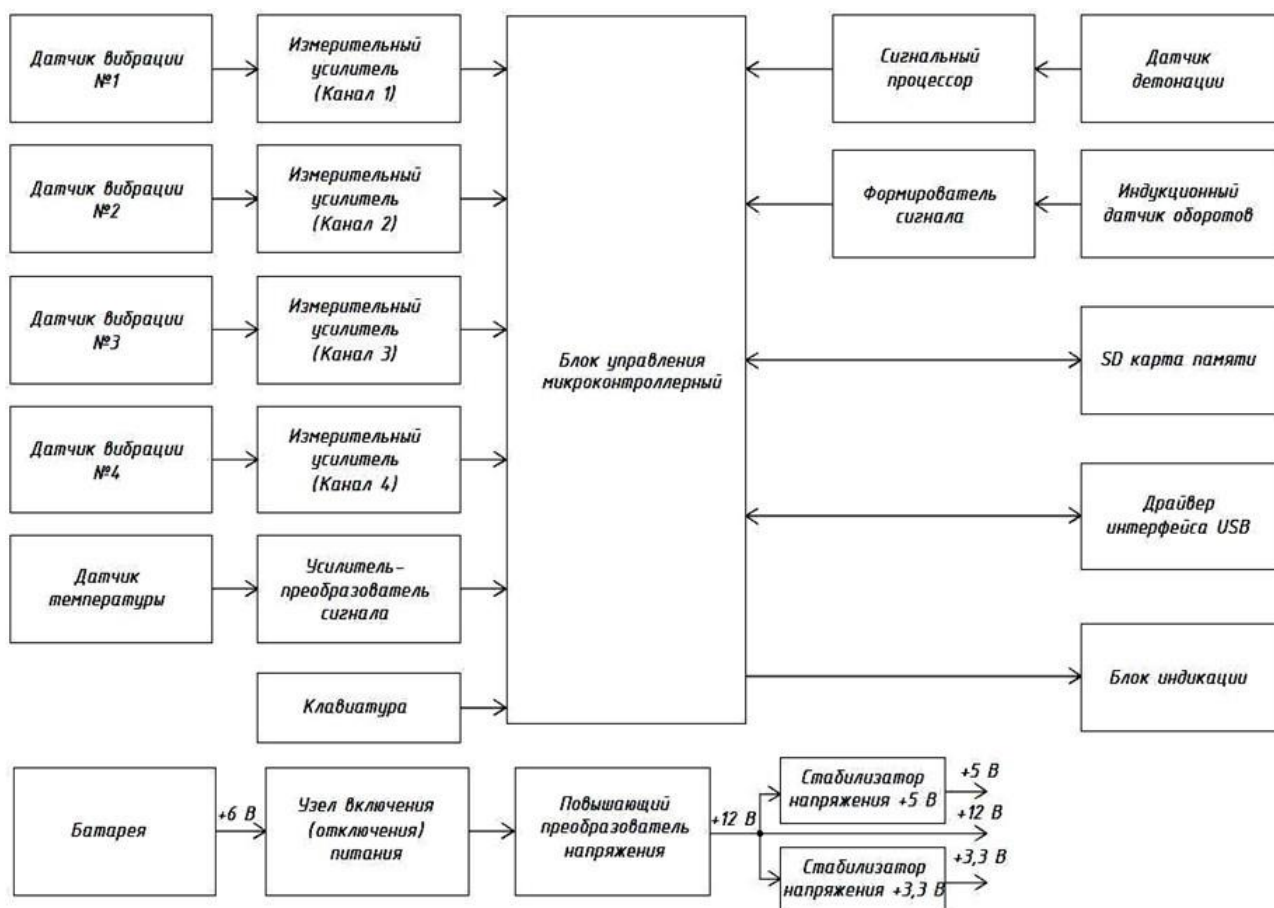 Датчик вибрации
№1
Измерительный
усилитель
(Канал 1)
Сигнальный
процессор
Датчик
детонации
Датчик вибрации
№2
Измерительный
усилитель
(Канал 2)
Формирователь
сигнала
Индукционный
датчик оборотов
Датчик вибрации
№3
Измерительный
усилитель
(Канал 3)
Блок управления
микроконтроллерный
SD карта памяти
Датчик вибрации
№4
Измерительный
усилитель
(Канал 4)
Драйвер
интерфейса USB
Датчик
температуры
Усилитель-
преобразователь
сигнала
Клавиатура
Блок индикации
Батарея
+6 В
Узел включения
(отключения)
питания
Повышающий
преобразователь
напряжения
+12 В
Стабилизатор
напряжения +5 В
+5 В
+12 В
Стабилизатор
напряжения +3,3 В
+3,3 В